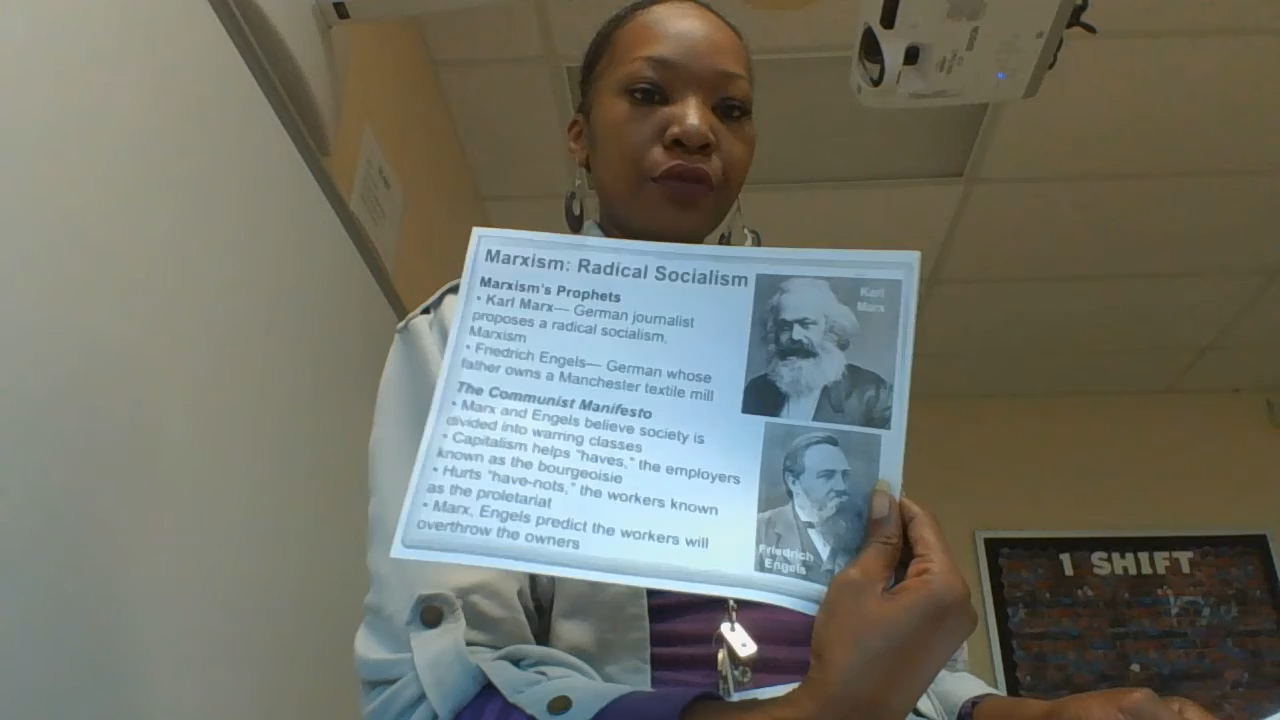 Marxism: Radical Socialism
Marxism's Prophets
• Karl Marx— German journalist
proposes a radical socialism,
Marxism
• Friedrich Engels— German whose
father owns a Manchester textile mill
The Communist Manifesto
• Marx and Engels believe society is
divided into warring classes
• Capitalism helps "haves," the employers
known as the bourgeoisie
• Hurts "have-nots," the workers known
as the proletariat
• Marx, Engels predict the workers will
overthrow the owners
Karl
Marx
Friedrich
Engels
1 SHIFT